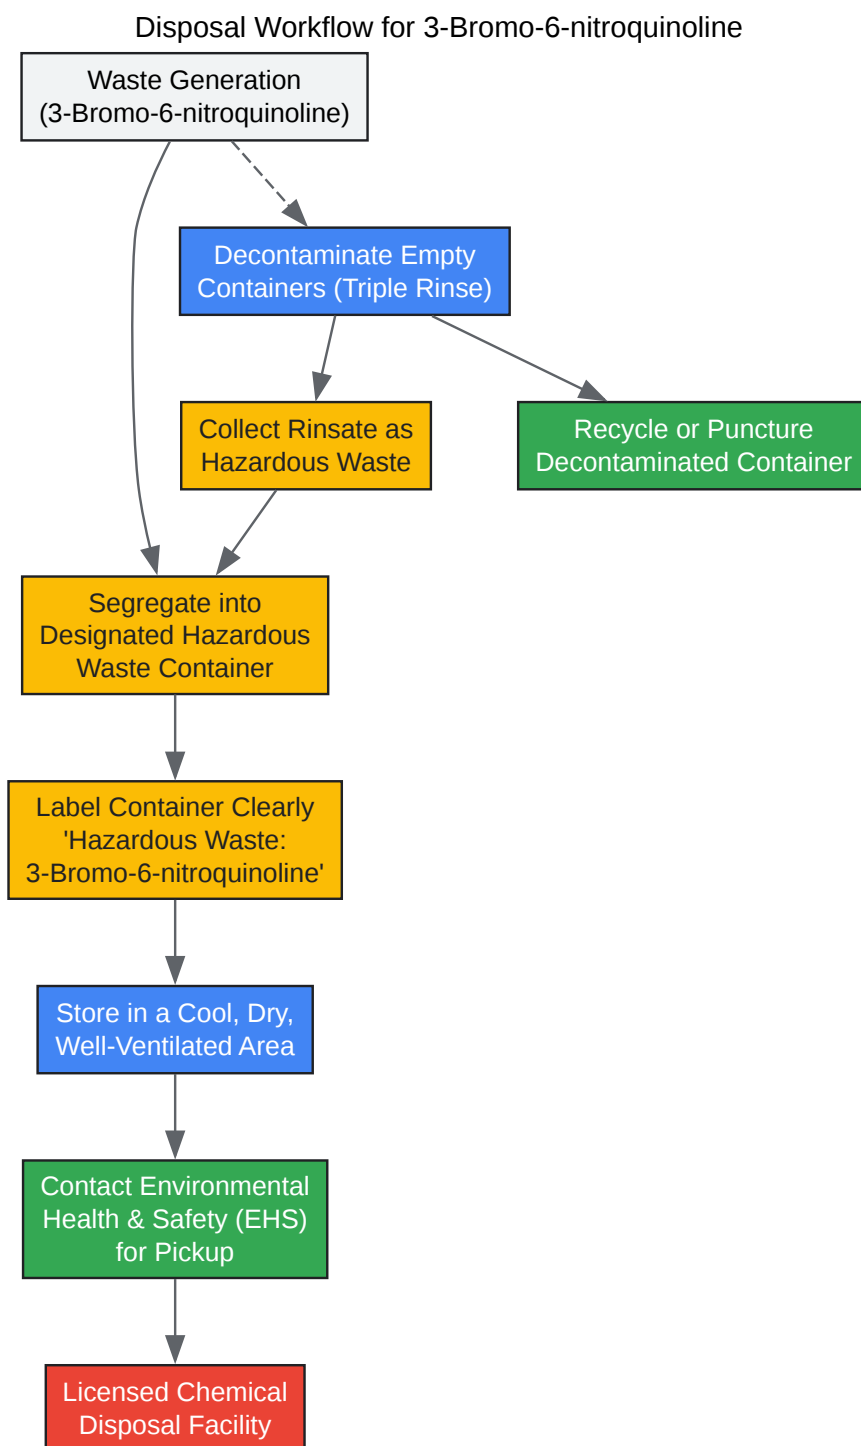 Disposal Workflow for 3-Bromo-6-nitroquinoline
Waste Generation
(3-Bromo-6-nitroquinoline)
Decontaminate Empty
Containers (Triple Rinse)
Collect Rinsate as
Hazardous Waste
Recycle or Puncture
Decontaminated Container
Segregate into
Designated Hazardous
Waste Container
Label Container Clearly
'Hazardous Waste:
3-Bromo-6-nitroquinoline'
Store in a Cool, Dry,
Well-Ventilated Area
Contact Environmental
Health & Safety (EHS)
for Pickup
Licensed Chemical
Disposal Facility